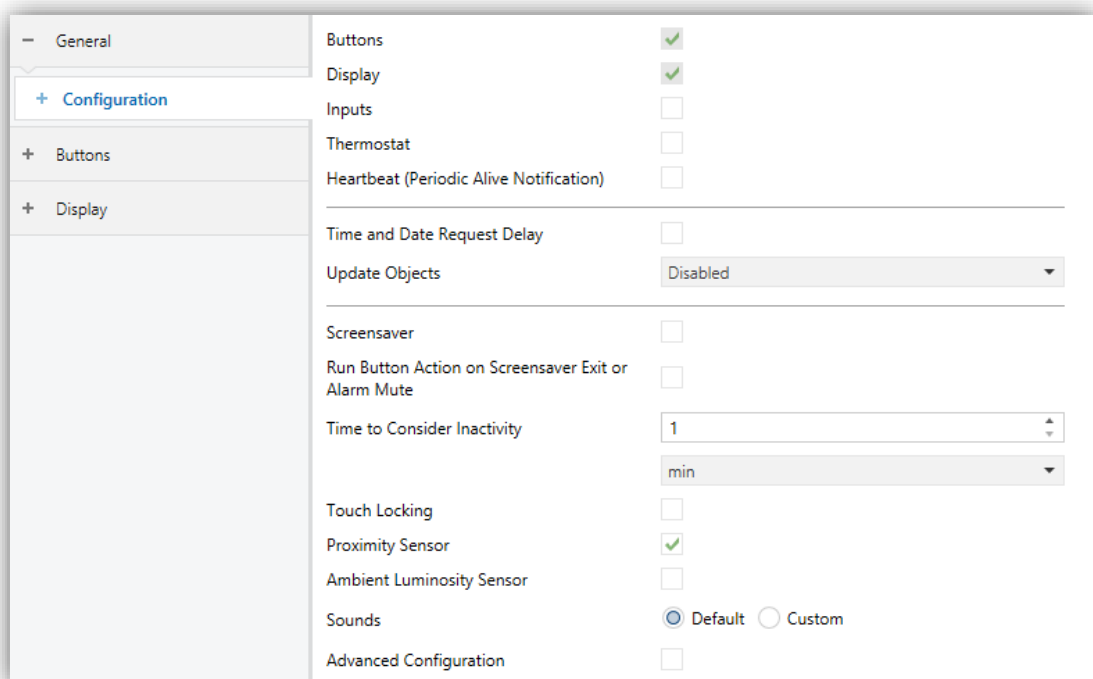 General
Configuration
Buttons
Display
Buttons
Display
Inputs
Thermostat
Heartbeat (Periodic Alive Notification)
Time and Date Request Delay
Update Objects Disabled
Screensaver
Run Button Action on Screensaver Exit or
Alarm Mute
Time to Consider Inactivity 1
min
Touch Locking
Proximity Sensor
Ambient Luminosity Sensor
Sounds Default Custom
Advanced Configuration